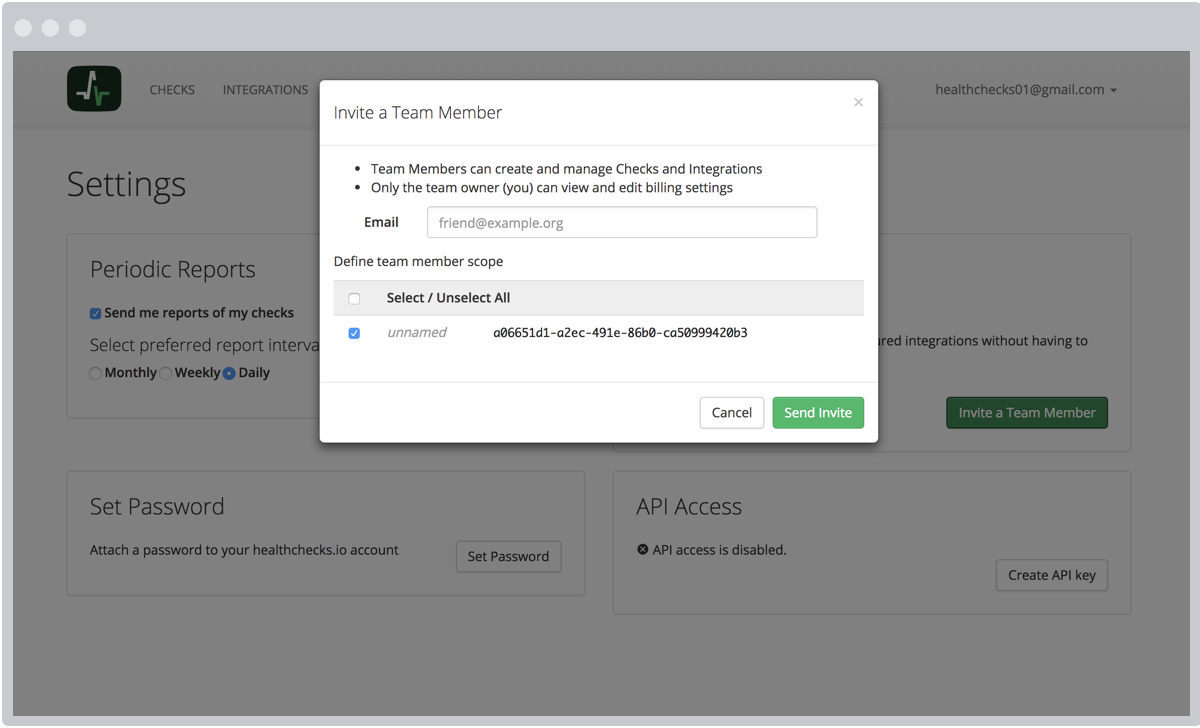 CHECKS INTEGRATIONS healthchecks01@gmail.com
Settings
Invite a Team Member ×
Team Members can create and manage Checks and Integrations
Only the team owner (you) can view and edit billing settings
Email friend@example.org
Define team member scope
Select / Unselect All
unnamed a06651d1-a2ec-491e-86b0-ca50999420b3
Cancel Send Invite
Periodic Reports
Send me reports of my checks
Select preferred report interva
Monthly Weekly Daily
ured integrations without having to
Invite a Team Member
Set Password
Attach a password to your healthchecks.io account
Set Password
API Access
API access is disabled.
Create API key